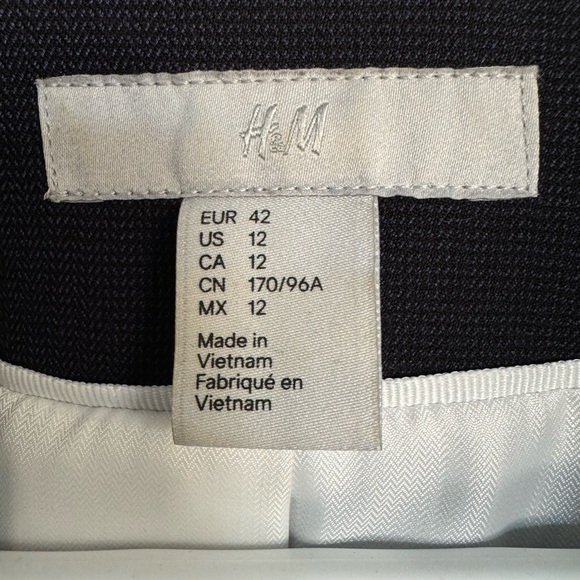 H&M
EUR 42
US 12
CA 12
CN 170/96A
MX 12
Made in
Vietnam
Fabriqué en
Vietnam